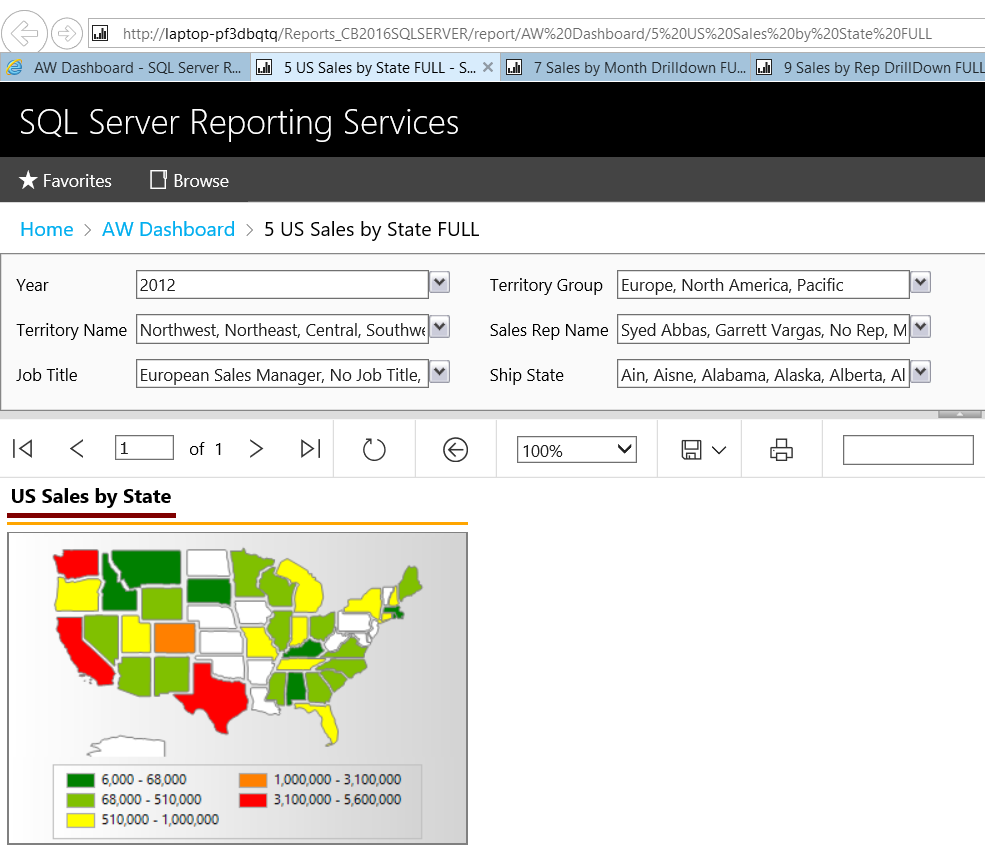 http://laptop-pf3dbqtq/Reports_CB2016SQLSERVER/report/AW%20Dashboard/5%20US%20Sales%20by%20State%20FULL
AW Dashboard - SQL Server R... 5 US Sales by State FULL - S... 7 Sales by Month Drilldown FU... 9 Sales by Rep DrillDown FULL
SQL Server Reporting Services
Favorites Browse
Home > AW Dashboard > 5 US Sales by State FULL
Year 2012 Territory Group Europe, North America, Pacific
Territory Name Northwest, Northeast, Central, Southwe Sales Rep Name Syed Abbas, Garrett Vargas, No Rep, M
Job Title European Sales Manager, No Job Title, Ship State Ain, Aisne, Alabama, Alaska, Alberta, Al
1 of 1 100%
US Sales by State
6,000 - 68,000 1,000,000 - 3,100,000
68,000 - 510,000 3,100,000 - 5,600,000
510,000 - 1,000,000